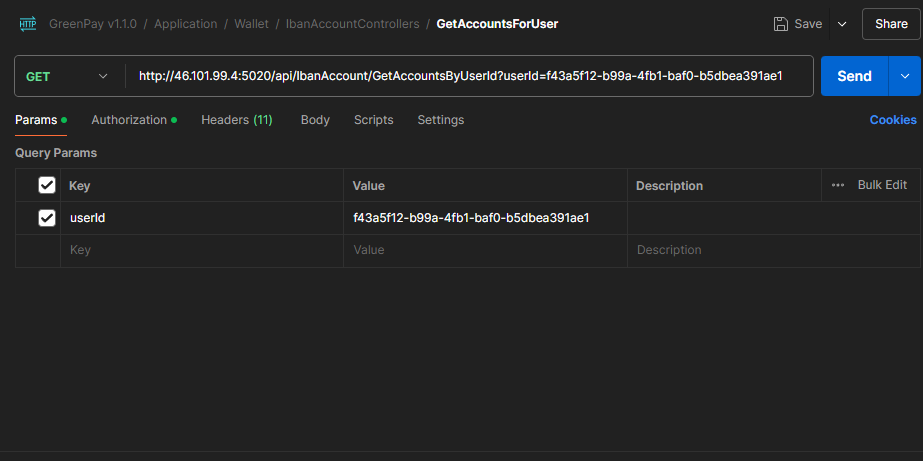 HTTP GreenPay v1.1.0 / Application / Wallet / IbanAccountControllers / GetAccountsForUser Save Share
GET http://46.101.99.4:5020/api/IbanAccount/GetAccountsByUserId?userId=f43a5f12-b99a-4fb1-baf0-b5dbea391ae1 Send
Params Authorization Headers (11) Body Scripts Settings Cookies
Query Params
Key Value Description ••• Bulk Edit
userId f43a5f12-b99a-4fb1-baf0-b5dbea391ae1
Key Value Description